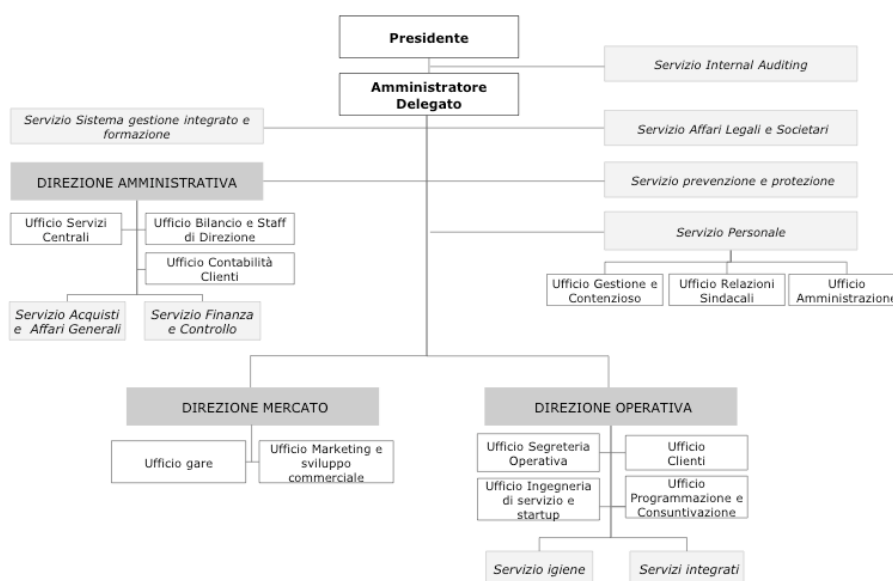 Presidente
Servizio Internal Auditing
Amministratore
Delegato
Servizio Sistema gestione integrato e
formazione
Servizio Affari Legali e Societari
DIREZIONE AMMINISTRATIVA
Servizio prevenzione e protezione
Ufficio Servizi
Centrali
Ufficio Bilancio e Staff
di Direzione
Servizio Personale
Ufficio Contabilità
Clienti
Ufficio Gestione e
Contenzioso
Ufficio Relazioni
Sindacali
Ufficio
Amministrazione
Servizio Acquisti
e Affari Generali
Servizio Finanza
e Controllo
DIREZIONE MERCATO
DIREZIONE OPERATIVA
Ufficio gare
Ufficio Marketing e
sviluppo
commerciale
Ufficio Segreteria
Operativa
Ufficio
Clienti
Ufficio Ingegneria
di servizio e
startup
Ufficio
Programmazione e
Consuntivazione
Servizio igiene
Servizi integrati